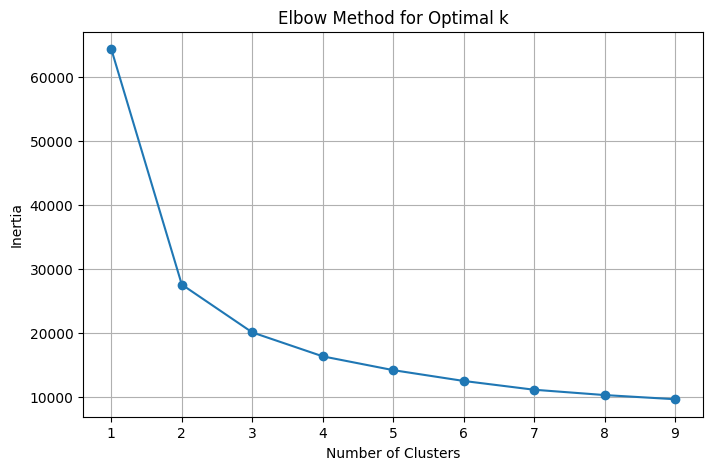 Elbow Method for Optimal k
60000
50000
40000
30000
20000
10000
Inertia
1 2 3 4 5 6 7 8 9
Number of Clusters